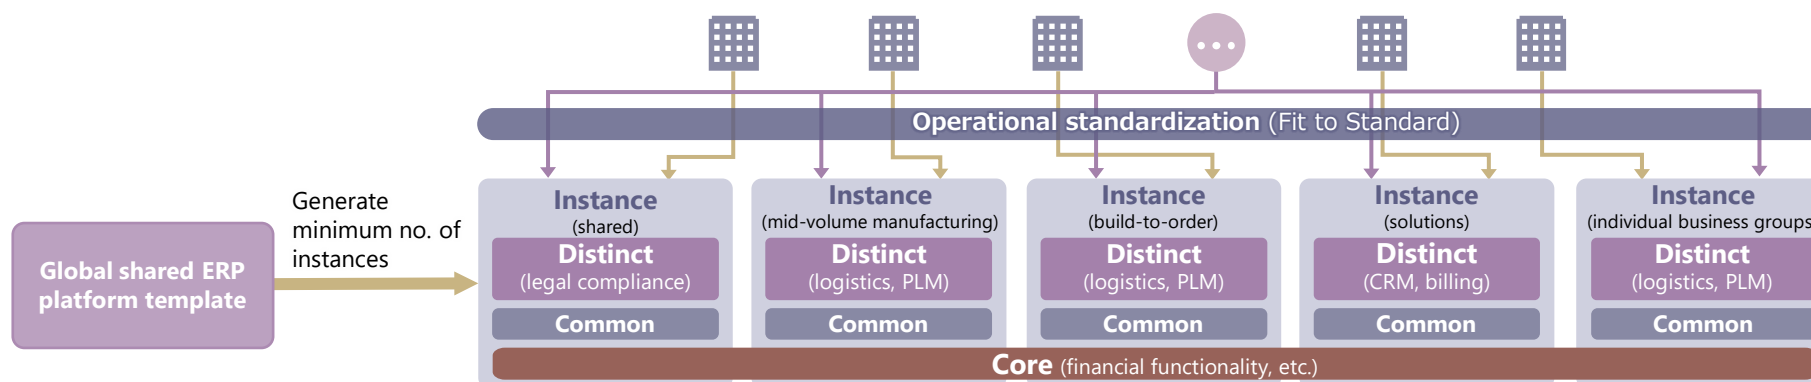 Operational standardization (Fit to Standard)
Generate
minimum no. of
instances
Global shared ERP
platform template
Instance
(shared)
Distinct
(legal compliance)
Common
Instance
(mid-volume manufacturing)
Distinct
(logistics, PLM)
Common
Instance
(build-to-order)
Distinct
(logistics, PLM)
Common
Instance
(solutions)
Distinct
(CRM, billing)
Common
Instance
(individual business groups
Distinct
(logistics, PLM)
Common
Core (financial functionality, etc.)